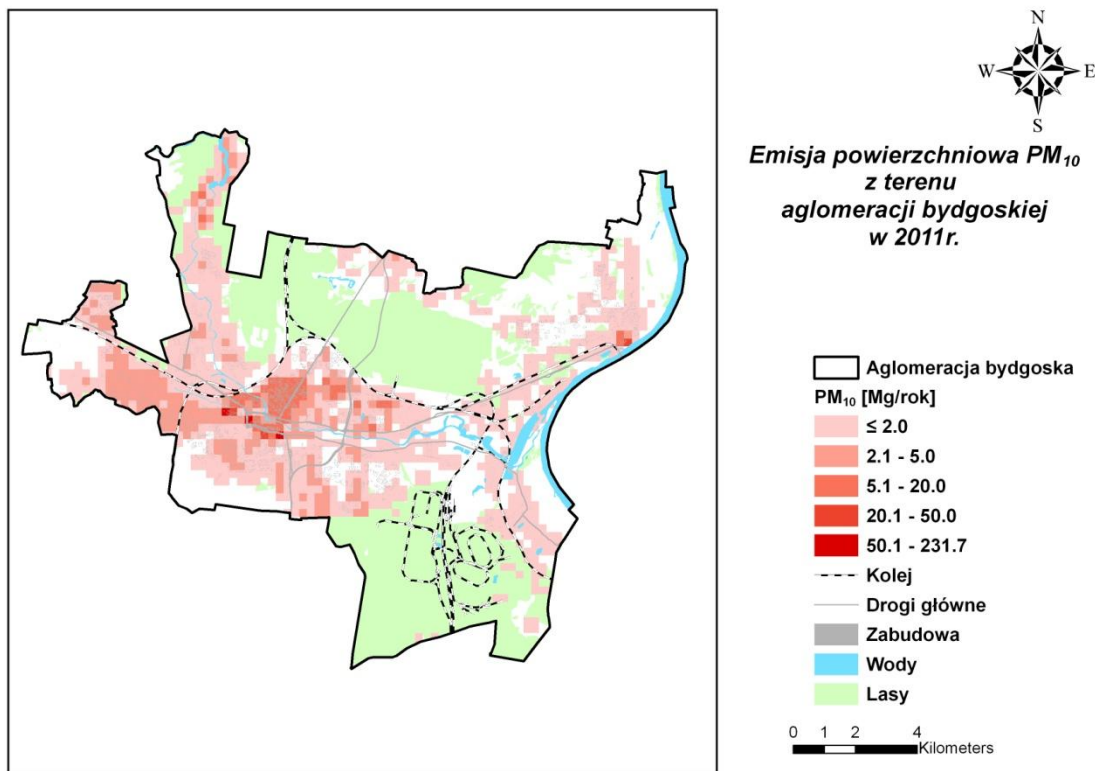 N
W E
S
Emisja powierzchniowa PM10
z terenu
aglomeracji bydgoskiej
w 2011r.
Aglomeracja bydgoska
PM10 [Mg/rok]
≤ 2.0
2.1 - 5.0
5.1 - 20.0
20.1 - 50.0
50.1 - 231.7
Kolej
Drogi główne
Zabudowa
Wody
Lasy
0 1 2 4
Kilometers